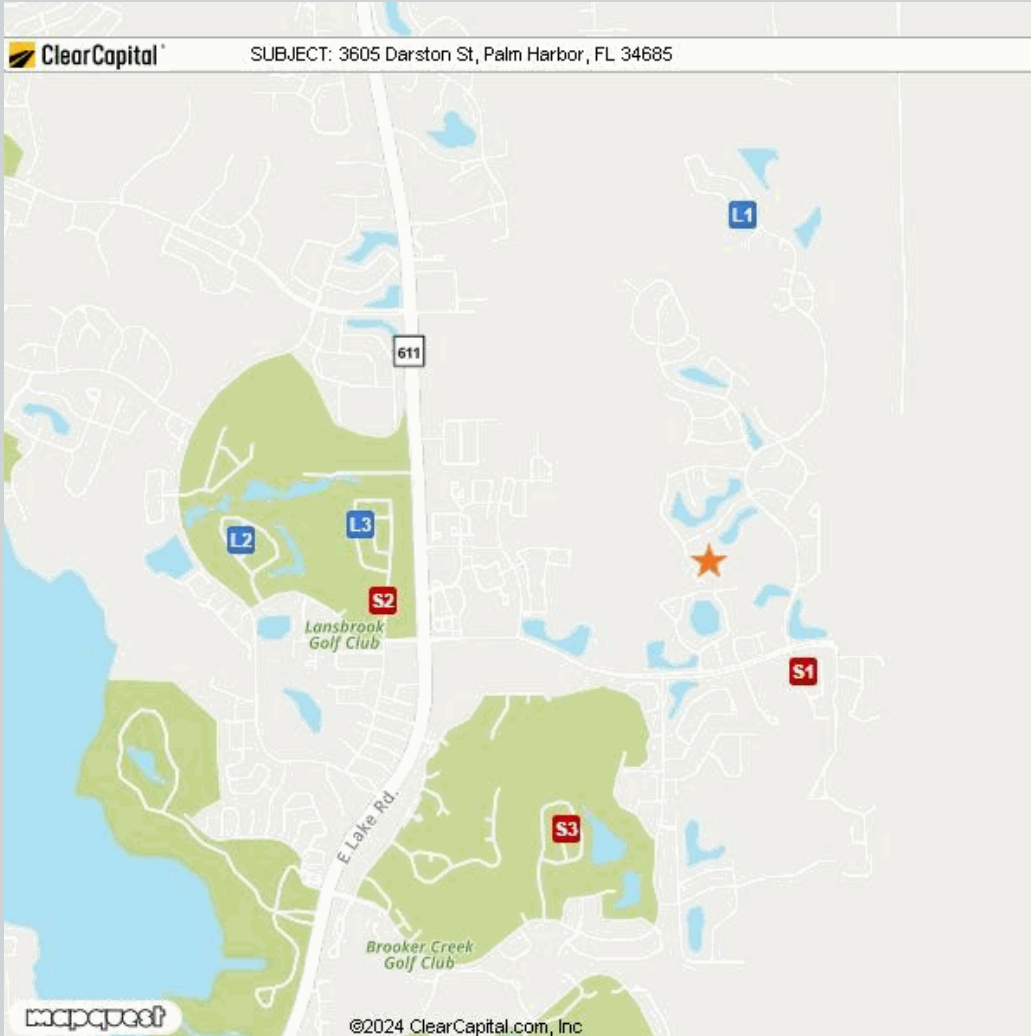 ClearCapital
SUBJECT: 3605 Darston St, Palm Harbor, FL 34685
L1
611
L3
L2
S2
Lansbrook
Golf Club
S1
E Lake Rd.
S3
Brooker Creek
Golf Club
mapquest
©2024 ClearCapital.com, Inc